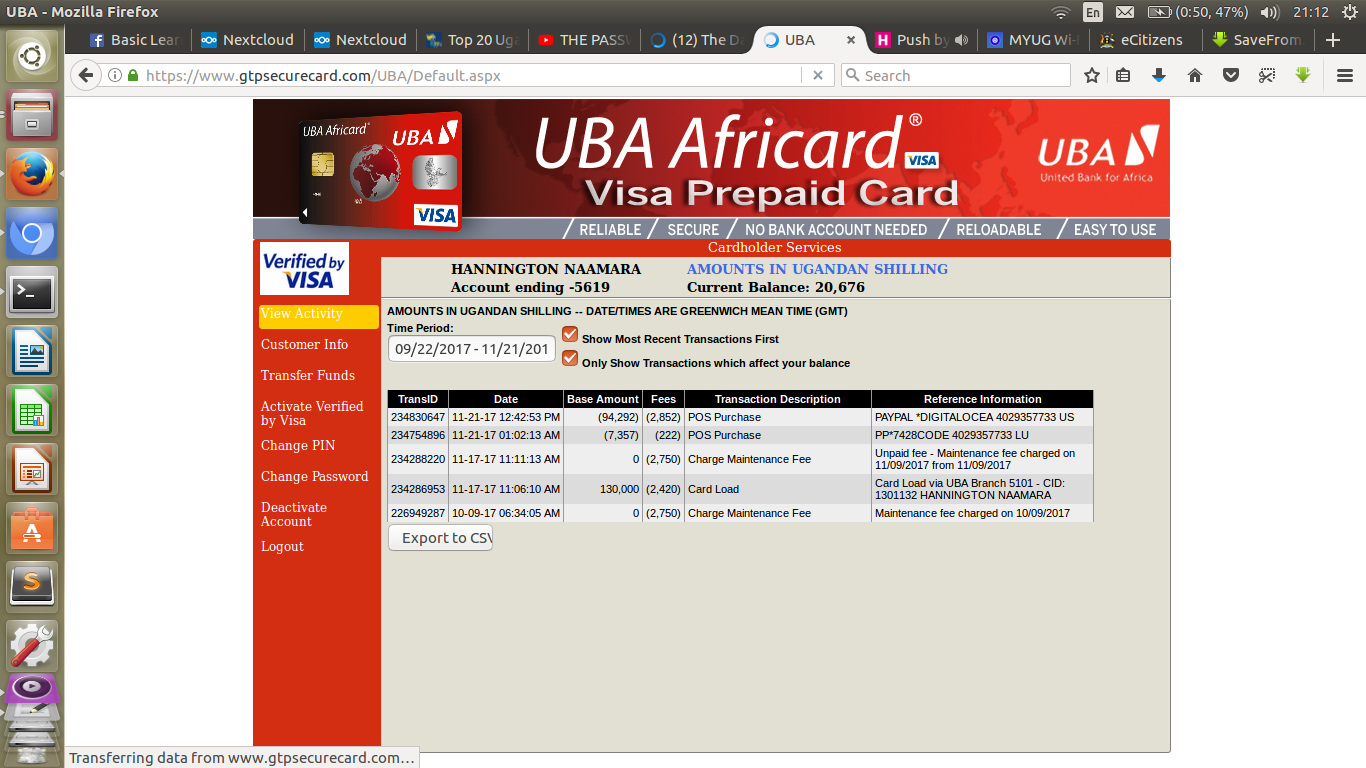 UBA - Mozilla Firefox
En
(0:50, 47%)
21:12
Basic Lear
Nextcloud
Nextcloud
Top 20 Uga
THE PASSW
(12) The D
UBA
Push by
MYUG Wi-F
eCitizens
SaveFrom
https://www.gtpsecurecard.com/UBA/Default.aspx
Search
UBA Africard
UBA
VISA
UBA Africard® VISA
Visa Prepaid Card
UBA
United Bank for Africa
RELIABLE / SECURE / NO BANK ACCOUNT NEEDED / RELOADABLE / EASY TO USE
Cardholder Services
Verified by
VISA
HANNINGTON NAAMARA
AMOUNTS IN UGANDAN SHILLING
Account ending -5619
Current Balance: 20,676
View Activity
Customer Info
Transfer Funds
Activate Verified
by Visa
Change PIN
Change Password
Deactivate
Account
Logout
AMOUNTS IN UGANDAN SHILLING -- DATE/TIMES ARE GREENWICH MEAN TIME (GMT)
Time Period:
09/22/2017 - 11/21/201
Show Most Recent Transactions First
Only Show Transactions which affect your balance
TransID Date Base Amount Fees Transaction Description Reference Information
234830647 11-21-17 12:42:53 PM (94,292) (2,852) POS Purchase PAYPAL *DIGITALOCEA 4029357733 US
234754896 11-21-17 01:02:13 AM (7,357) (222) POS Purchase PP*7428CODE 4029357733 LU
234288220 11-17-17 11:11:13 AM 0 (2,750) Charge Maintenance Fee Unpaid fee - Maintenance fee charged on
11/09/2017 from 11/09/2017
234286953 11-17-17 11:06:10 AM 130,000 (2,420) Card Load Card Load via UBA Branch 5101 - CID:
1301132 HANNINGTON NAAMARA
226949287 10-09-17 06:34:05 AM 0 (2,750) Charge Maintenance Fee Maintenance fee charged on 10/09/2017
Export to CSV
Transferring data from www.gtpsecurecard.com…